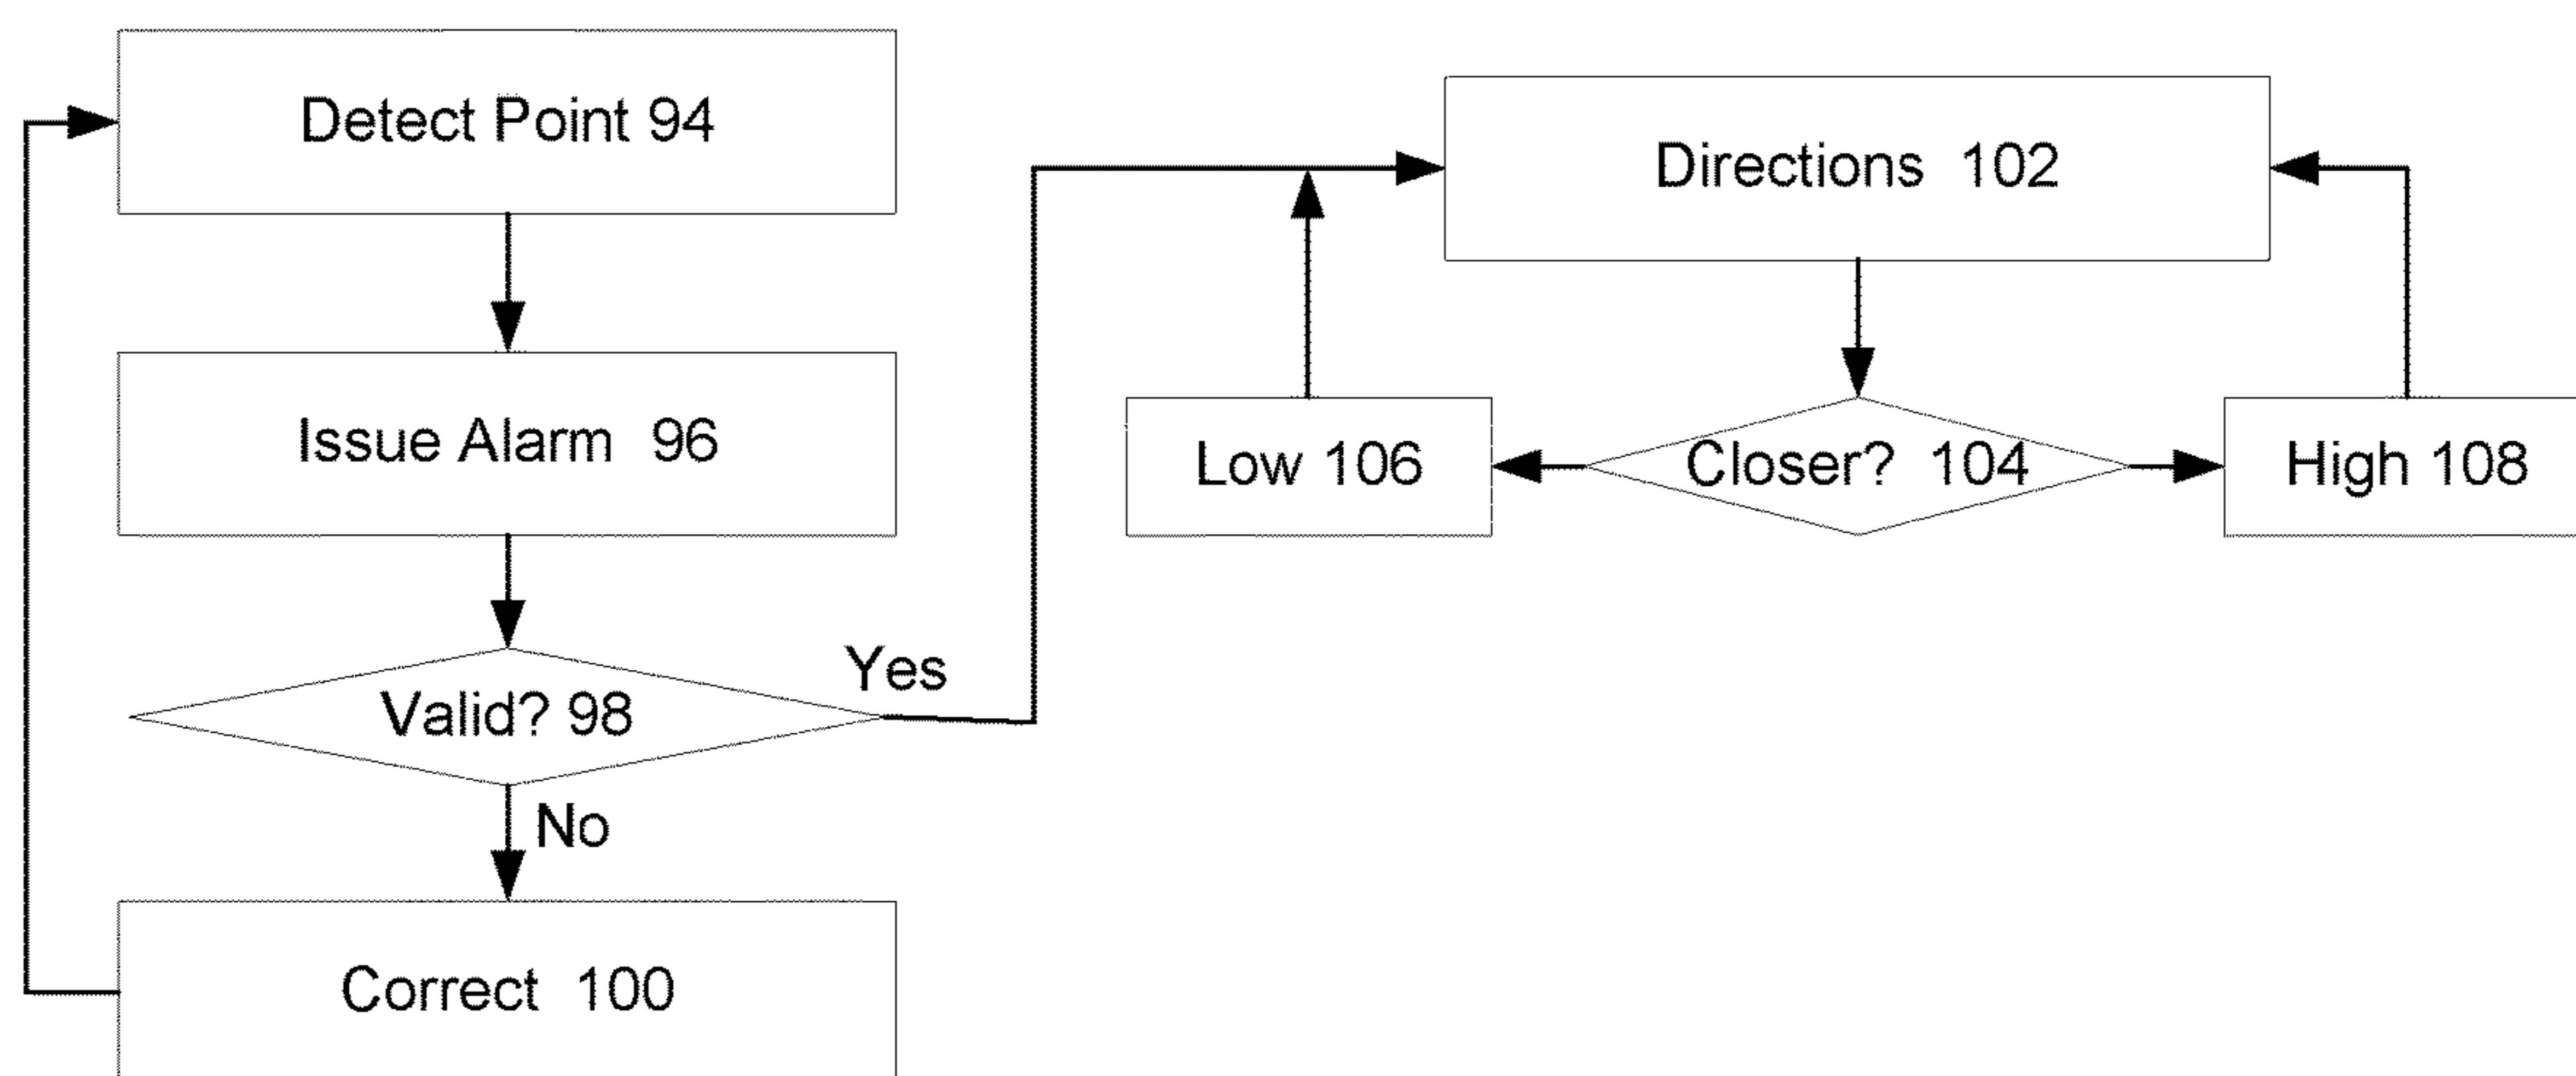 Detect Point 94
Issue Alarm 96
Valid? 98
Yes
No
Correct 100
Directions 102
Low 106
Closer? 104
High 108